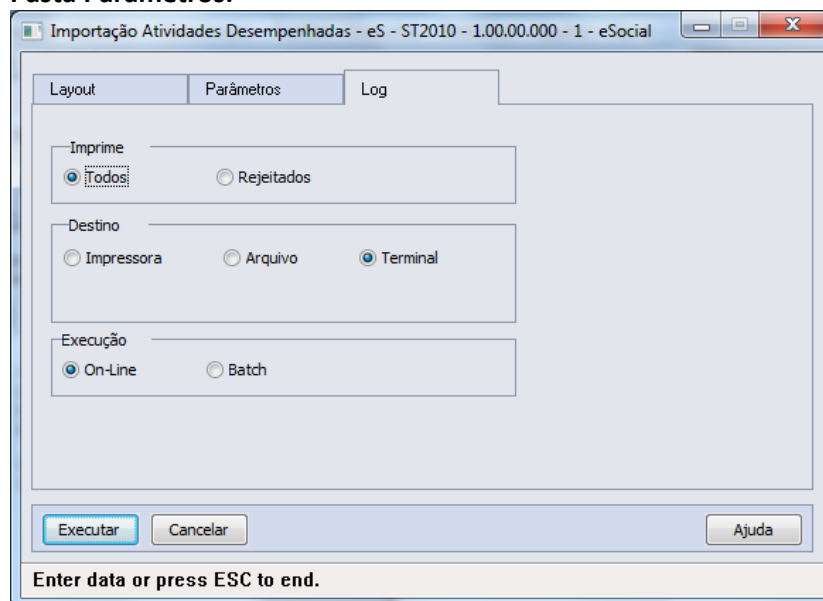 Pasta Parâmetros:
Importação Atividades Desempenhadas - eS - ST2010 - 1.00.00.000 - 1 - eSocial
Layout Parâmetros Log
Imprime
Todos Rejeitados
Destino
Impressora Arquivo Terminal
Execução
On-Line Batch
Executar Cancelar Ajuda
Enter data or press ESC to end.